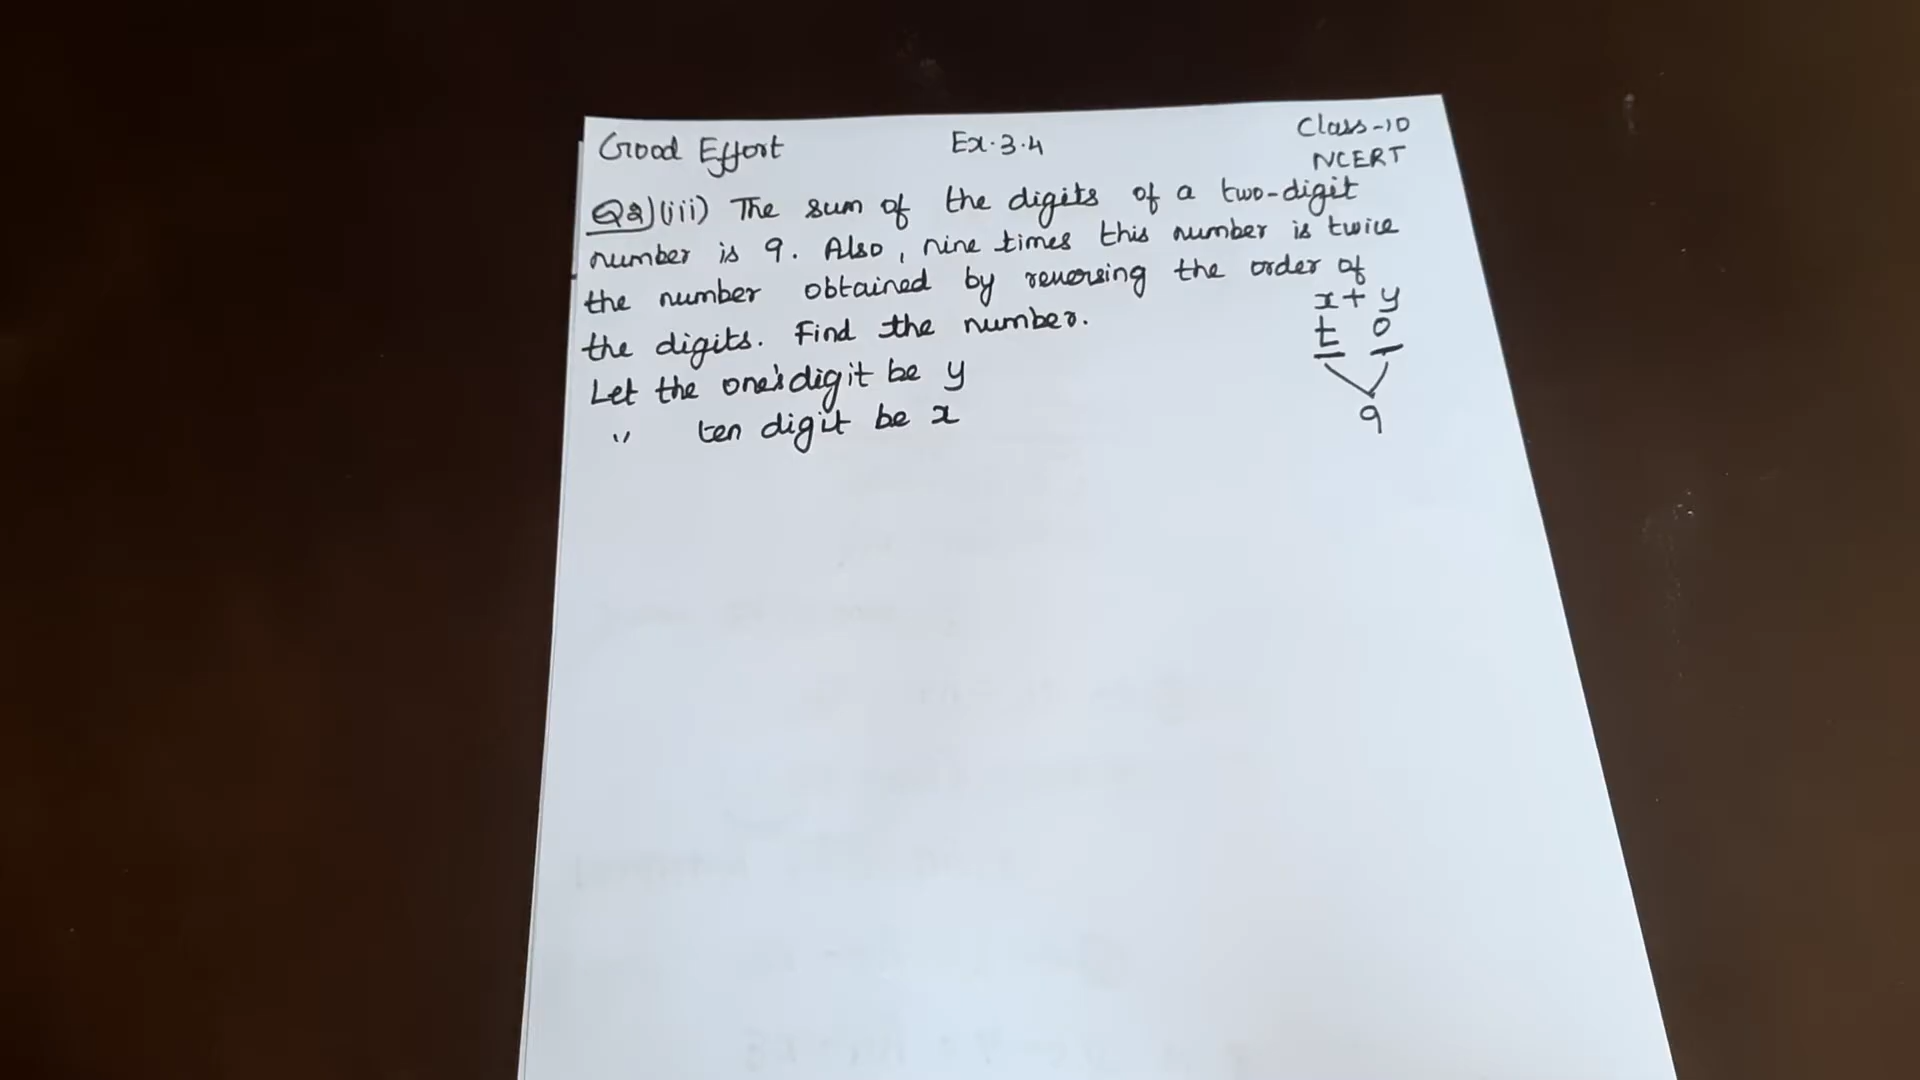 Good Effort Ex.3.4 Class-10
NCERT
Q2)(iii) The sum of the digits of a two-digit
number is 9. Also, nine times this number is twice
the number obtained by reversing the order of
the digits. Find the number.
x + y
t o
9
Let the one's digit be y
" ten digit be x